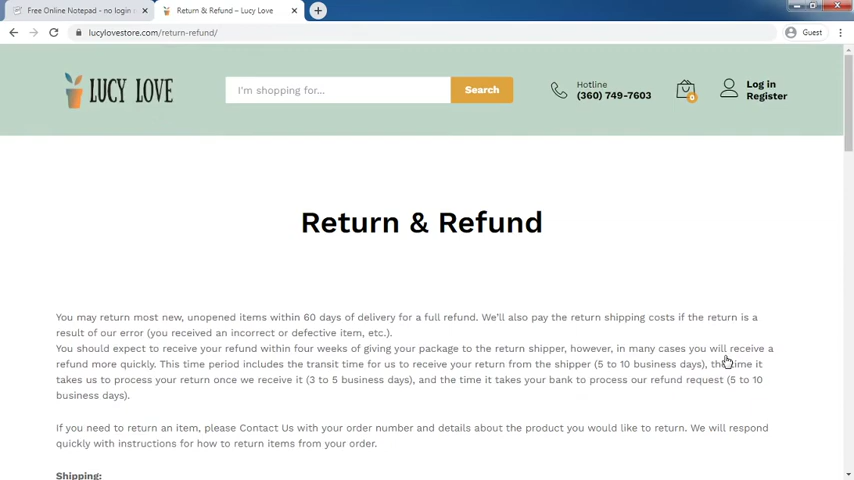 Free Online Notepad - no login
Return & Refund – Lucy Love
lucylovestore.com/return-refund/
Guest
LUCY LOVE
I'm shopping for...
Search
Hotline
(360) 749-7603
0
Log in
Register
Return & Refund
You may return most new, unopened items within 60 days of delivery for a full refund. We'll also pay the return shipping costs if the return is a
result of our error (you received an incorrect or defective item, etc.).
You should expect to receive your refund within four weeks of giving your package to the return shipper, however, in many cases you will receive a
refund more quickly. This time period includes the transit time for us to receive your return from the shipper (5 to 10 business days), the time it
takes us to process your return once we receive it (3 to 5 business days), and the time it takes your bank to process our refund request (5 to 10
business days).
If you need to return an item, please Contact Us with your order number and details about the product you would like to return. We will respond
quickly with instructions for how to return items from your order.
Shipping: